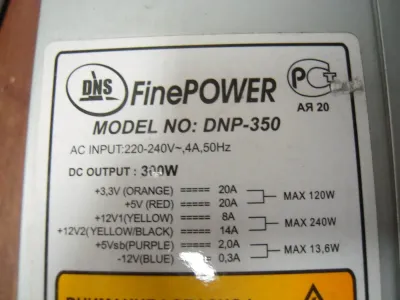 DNS
FinePOWER
РСТ
АЯ 20
MODEL NO: DNP-350
AC INPUT:220-240V~,4A,50Hz
DC OUTPUT : 300W
+3,3V (ORANGE) ===== 20A
+5V (RED) ===== 20A
MAX 120W
+12V1(YELLOW) ===== 8A
+12V2(YELLOW/BLACK) ===== 14A
MAX 240W
+5Vsb(PURPLE) ===== 2,0A
-12V(BLUE) ===== 0,3A
MAX 13,6W